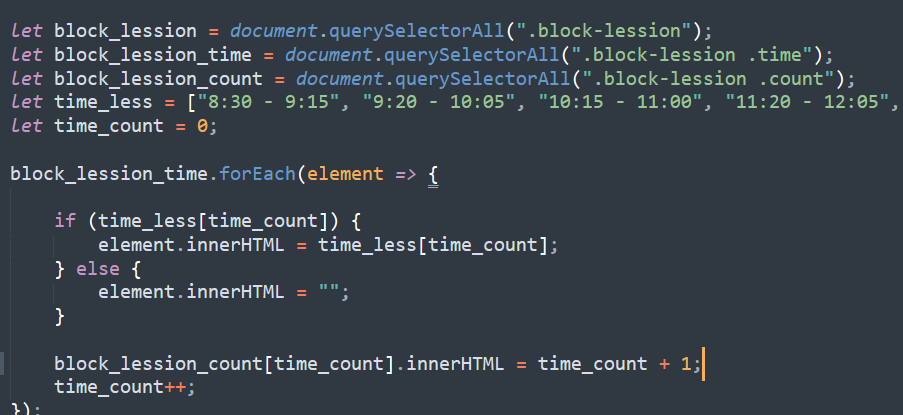 let block_lession = document.querySelectorAll(".block-lession");
let block_lession_time = document.querySelectorAll(".block-lession .time");
let block_lession_count = document.querySelectorAll(".block-lession .count");
let time_less = ["8:30 - 9:15", "9:20 - 10:05", "10:15 - 11:00", "11:20 - 12:05",
let time_count = 0;
block_lession_time.forEach(element => {
if (time_less[time_count]) {
element.innerHTML = time_less[time_count];
} else {
element.innerHTML = "";
}
block_lession_count[time_count].innerHTML = time_count + 1;
time_count++;
});